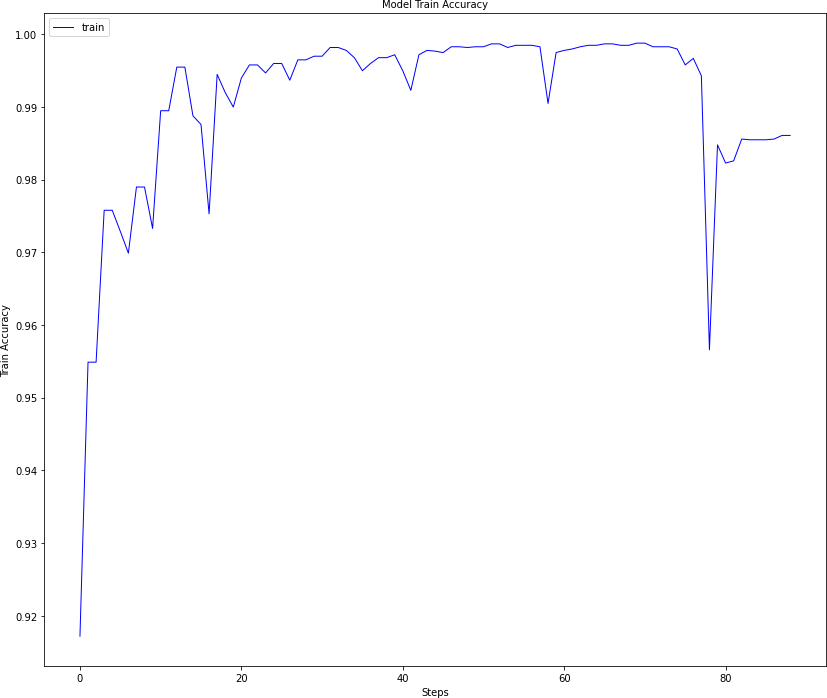 Model Train Accuracy
train
1.00
0.99
0.98
0.97
0.96
0.95
0.94
0.93
0.92
Train Accuracy
0 20 40 60 80
Steps